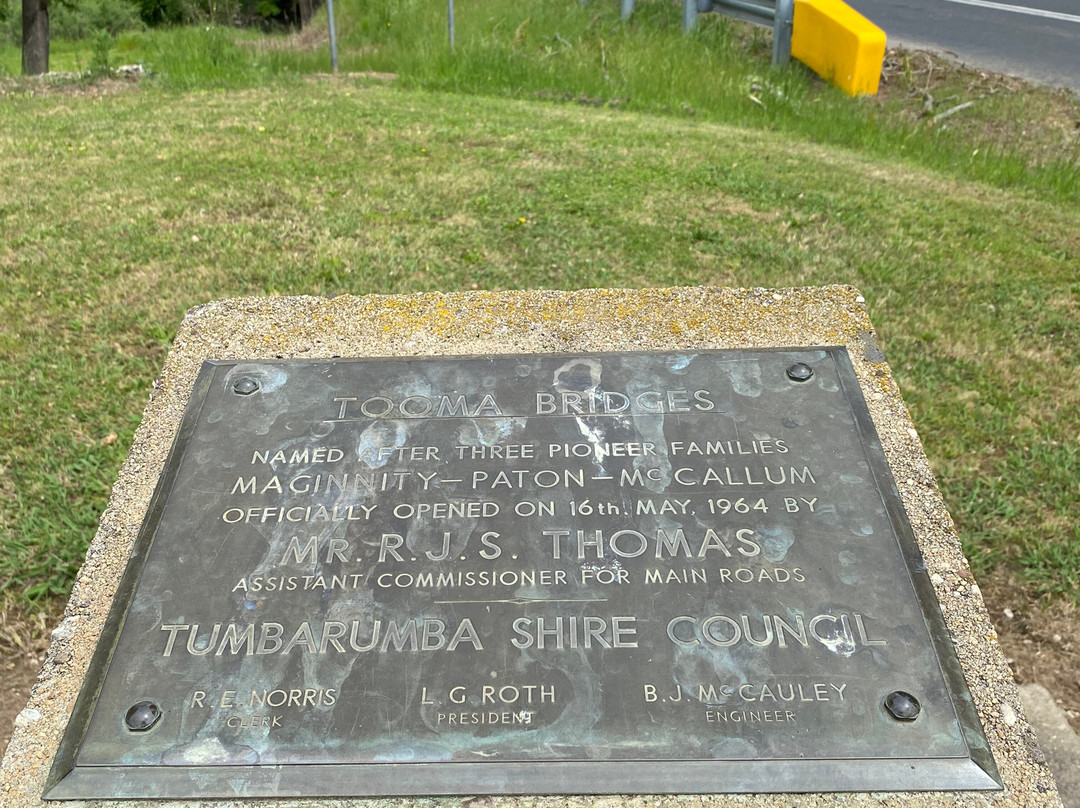 TOOMA BRIDGES
NAMED AFTER THREE PIONEER FAMILIES
MAGINNITY–PATON–McCALLUM
OFFICIALLY OPENED ON 16th. MAY, 1964 BY
MR. R.J.S. THOMAS
ASSISTANT COMMISSIONER FOR MAIN ROADS
TUMBARUMBA SHIRE COUNCIL
R.E. NORRIS L.G. ROTH B.J. McCAULEY
CLERK PRESIDENT ENGINEER